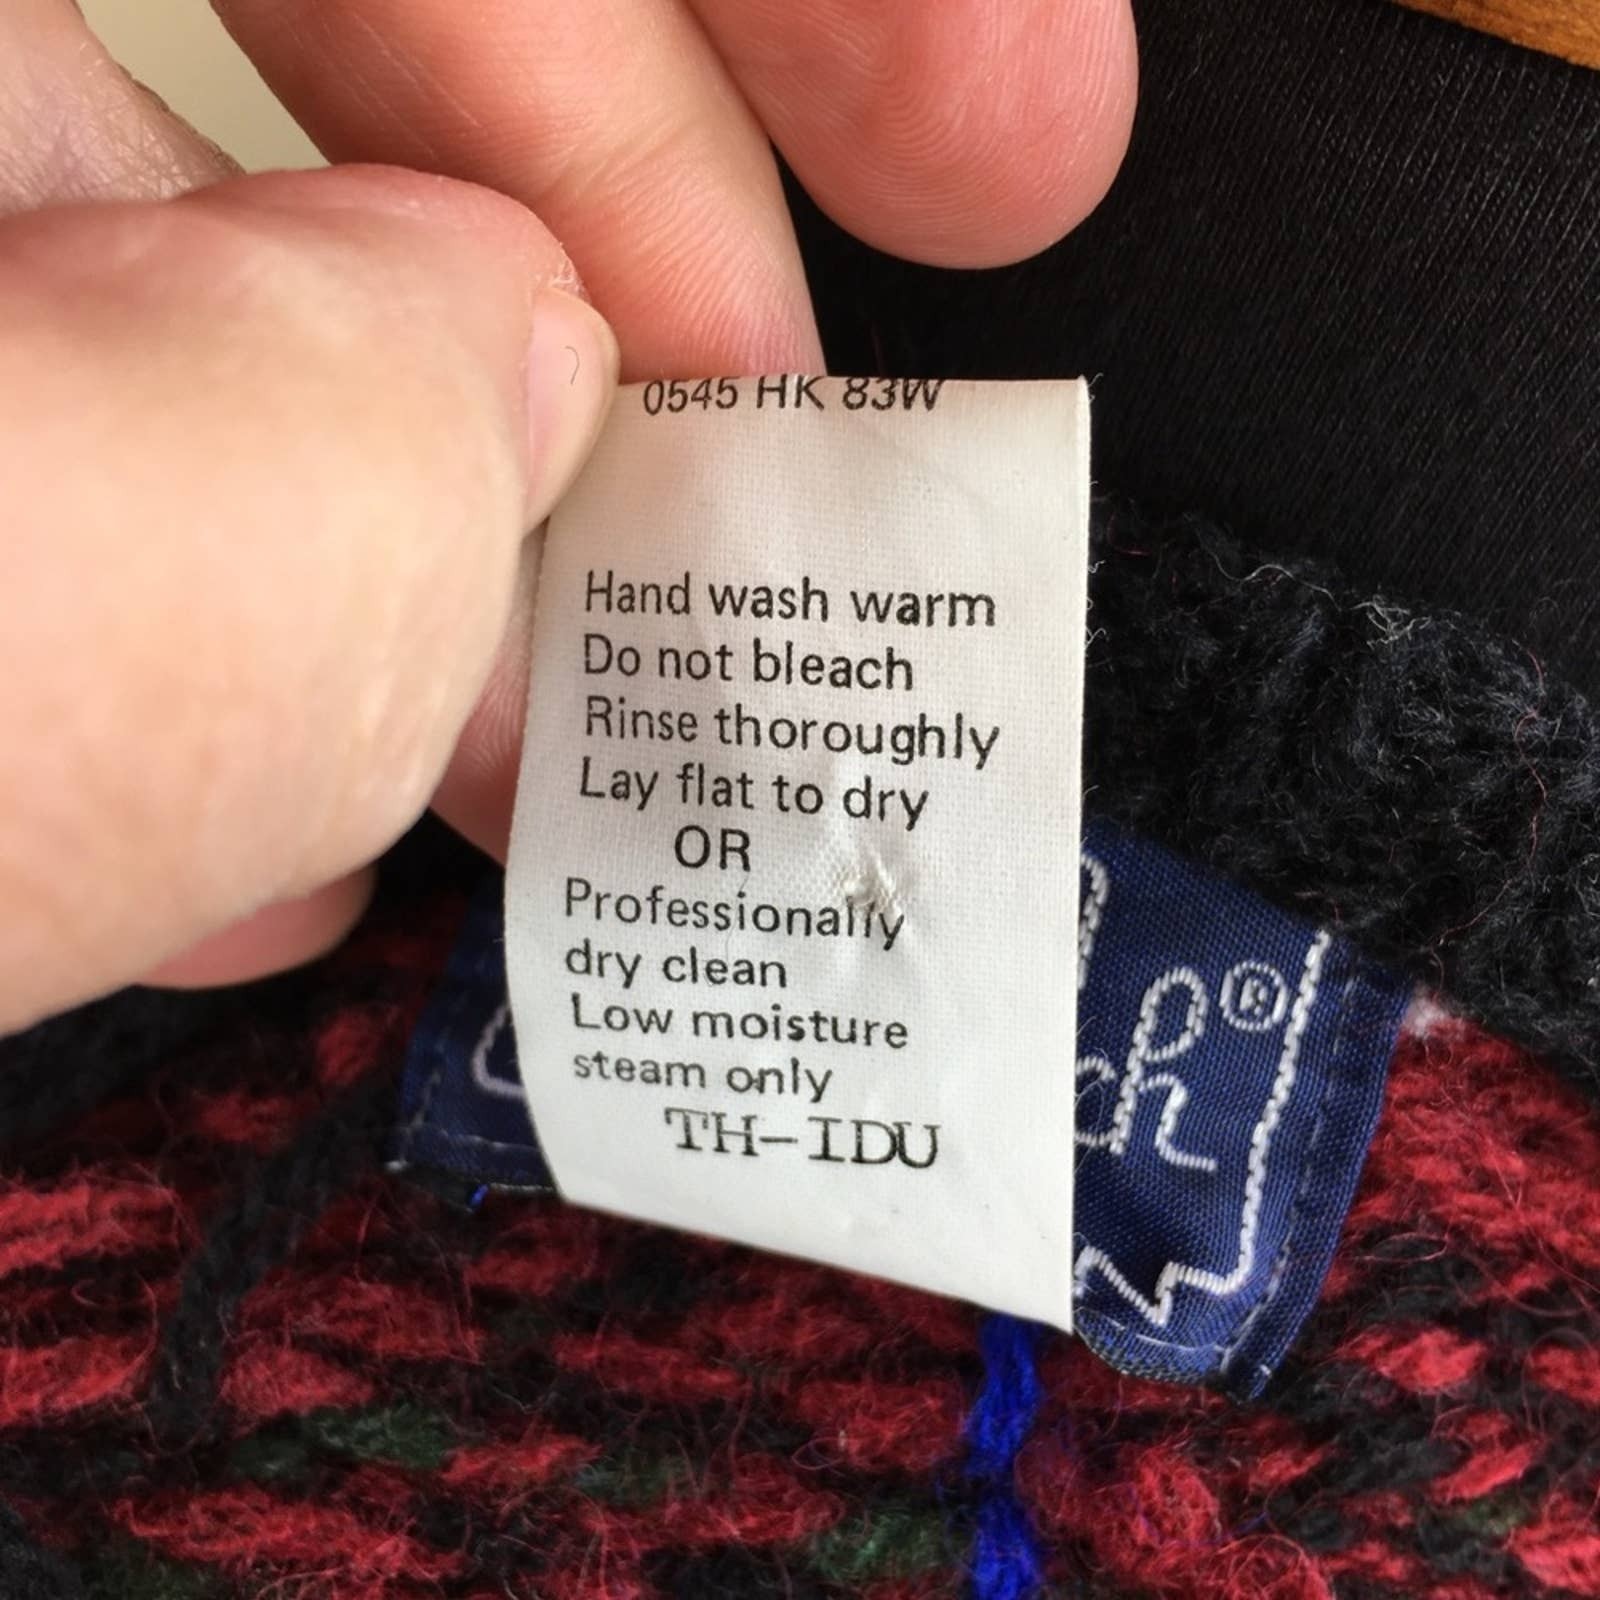 0545 HK 83W
Hand wash warm
Do not bleach
Rinse thoroughly
Lay flat to dry
OR
Professionally
dry clean
Low moisture
steam only
TH-IDU
®